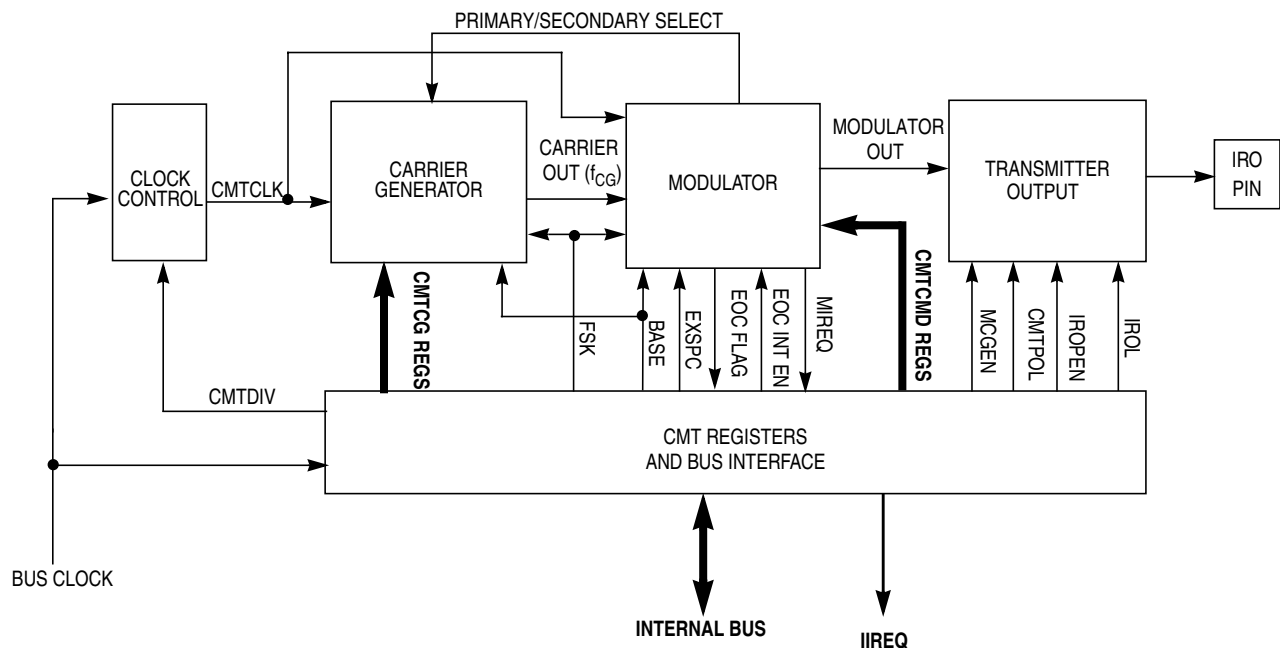 PRIMARY/SECONDARY SELECT
CLOCK
CONTROL
CMTCLK
CARRIER
GENERATOR
CARRIER
OUT (fCG)
MODULATOR
MODULATOR
OUT
TRANSMITTER
OUTPUT
IRO
PIN
CMTCG REGS
FSK
BASE
EXSPC
EOC FLAG
EOC INT EN
MIREQ
CMTCMD REGS
MCGEN
CMTPOL
IROPEN
IROL
CMTDIV
CMT REGISTERS
AND BUS INTERFACE
BUS CLOCK
INTERNAL BUS
IIREQ